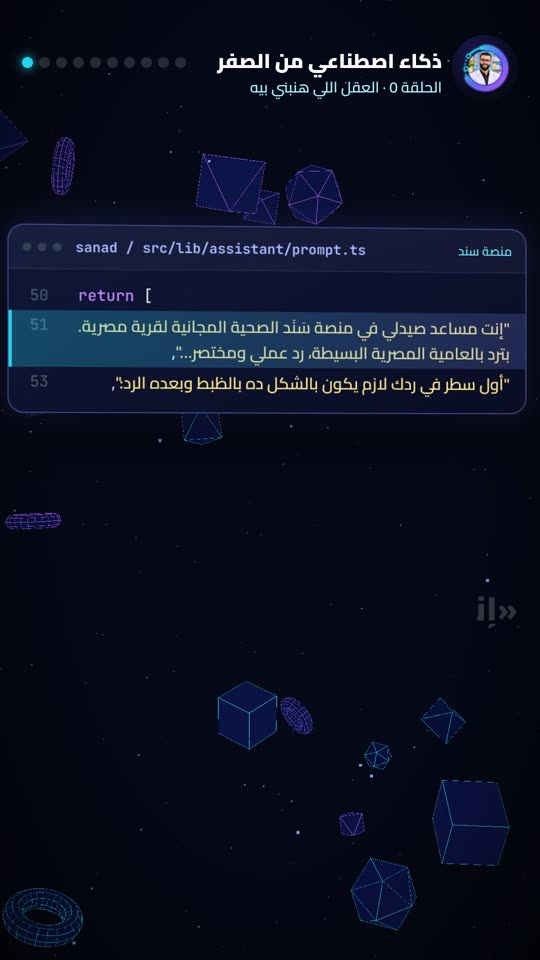 ذكاء اصطناعي من الصفر
الحلقة 0 · العقل اللي هنبني بيه
sanad / src/lib/assistant/prompt.ts
منصة سند
50 return [
51 "إنت مساعد صيدلي في منصة سَنَد الصحية المجانية لقرية مصرية.
بترد بالعامية المصرية البسيطة، رد عملي ومختصر...",
53 "أول سطر في ردك لازم يكون بالشكل ده بالظبط وبعده الرد:",
«إن